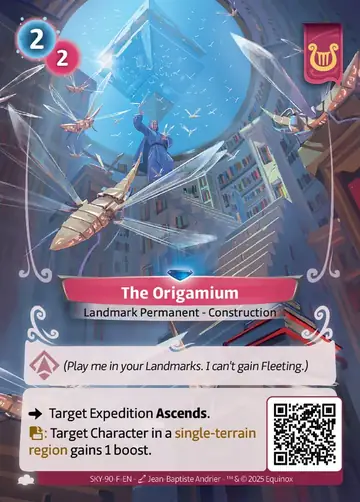 2
2
The Origamium
Landmark Permanent - Construction
(Play me in your Landmarks. I can't gain Fleeting.)
Target Expedition Ascends.
: Target Character in a single-terrain
region gains 1 boost.
SKY-90-F-EN - Jean-Baptiste Andrier - ™ & © 2025 Equinox